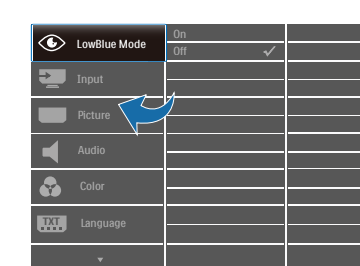 LowBlue Mode
On
Off
Input
Picture
Audio
Color
TXT
Language